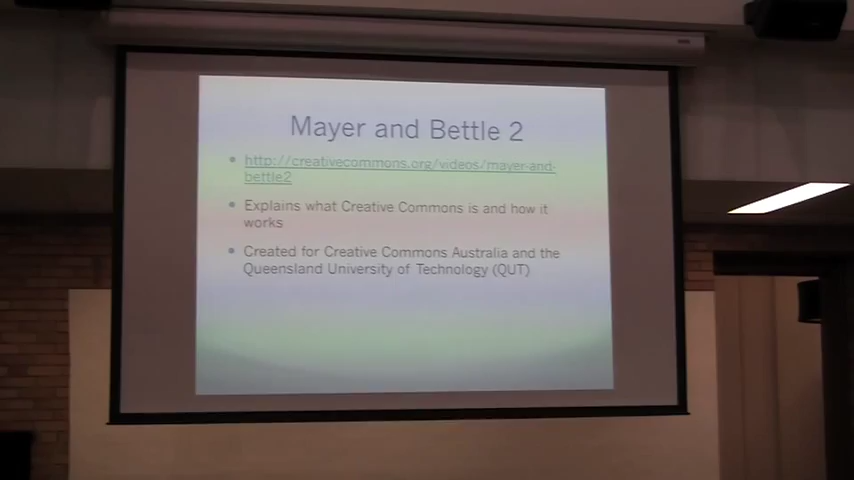 Mayer and Bettle 2
http://creativecommons.org/videos/mayer-and-
bettle2
Explains what Creative Commons is and how it
works
Created for Creative Commons Australia and the
Queensland University of Technology (QUT)